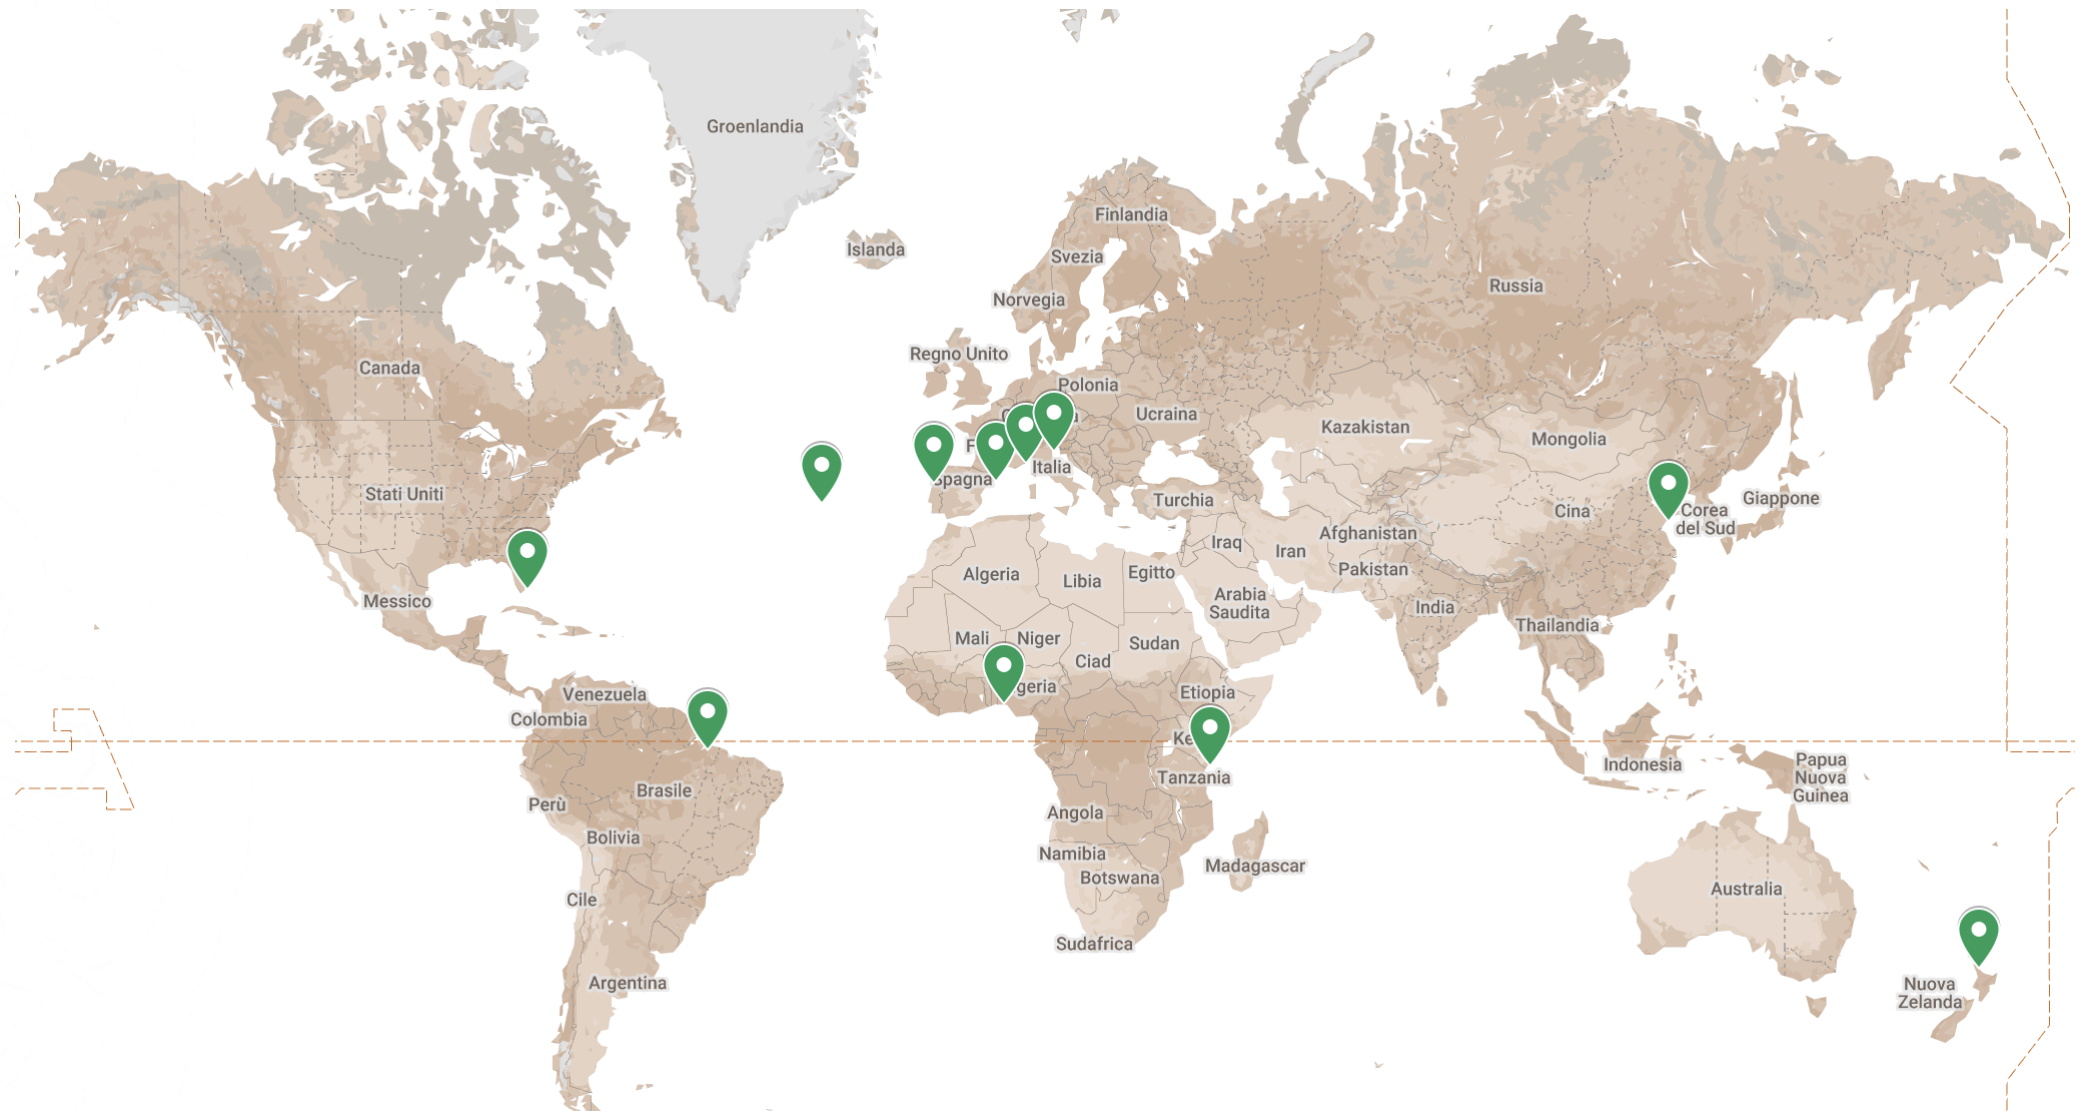 Groenlandia
Finlandia
Islanda
Svezia
Russia
Norvegia
Regno Unito
Canada
Polonia
Ucraina
Kazakistan
Mongolia
Italia
Spagna
Stati Uniti
Turchia
Giappone
Cina
Corea
del Sud
Afghanistan
Iraq
Iran
Pakistan
Algeria
Libia
Egitto
Arabia
Saudita
Messico
India
Thailandia
Mali
Niger
Sudan
Ciad
geria
Etiopia
Venezuela
Colombia
Ke
Tanzania
Indonesia
Papua
Nuova
Guinea
Brasile
Perù
Angola
Bolivia
Namibia
Madagascar
Botswana
Australia
Cile
Sudafrica
Argentina
Nuova
Zelanda